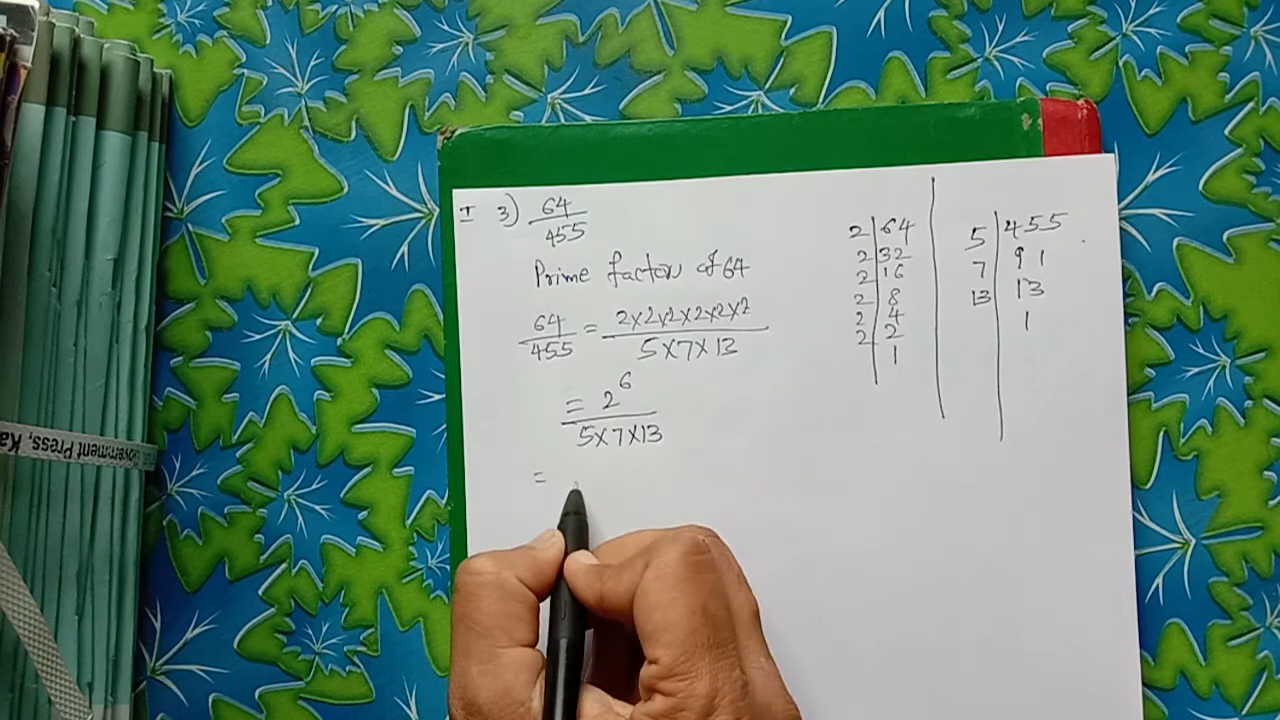 I 3) 64
455
Prime factors of 64
64 = 2x2x2x2x2x2
455 5x7x13
= 2^6
5x7x13
=
2 | 64
2 | 32
2 | 16
2 | 8
2 | 4
2 | 2
1
5 | 455
7 | 91
13 | 13
1
Government Press, Ka